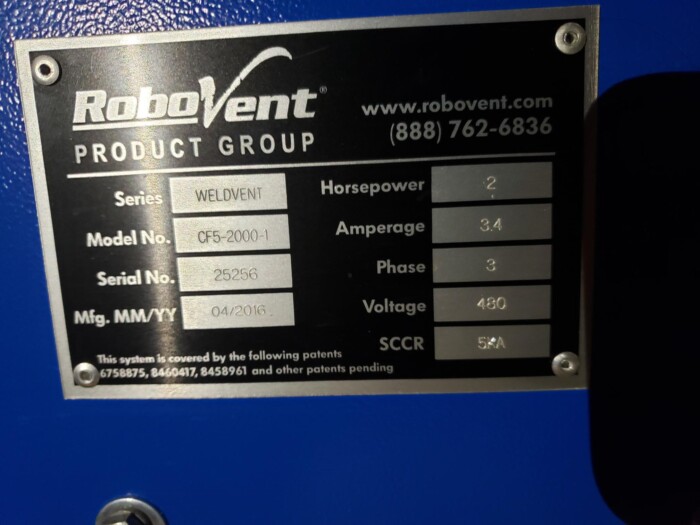 RoboVent®
PRODUCT GROUP
www.robovent.com
(888) 762-6836
Series WELDVENT
Model No. CF5-2000-1
Serial No. 25256
Mfg. MM/YY 04/2016
Horsepower 2
Amperage 3.4
Phase 3
Voltage 480
SCCR 5KA
This system is covered by the following patents
6758875, 8460417, 8458961 and other patents pending